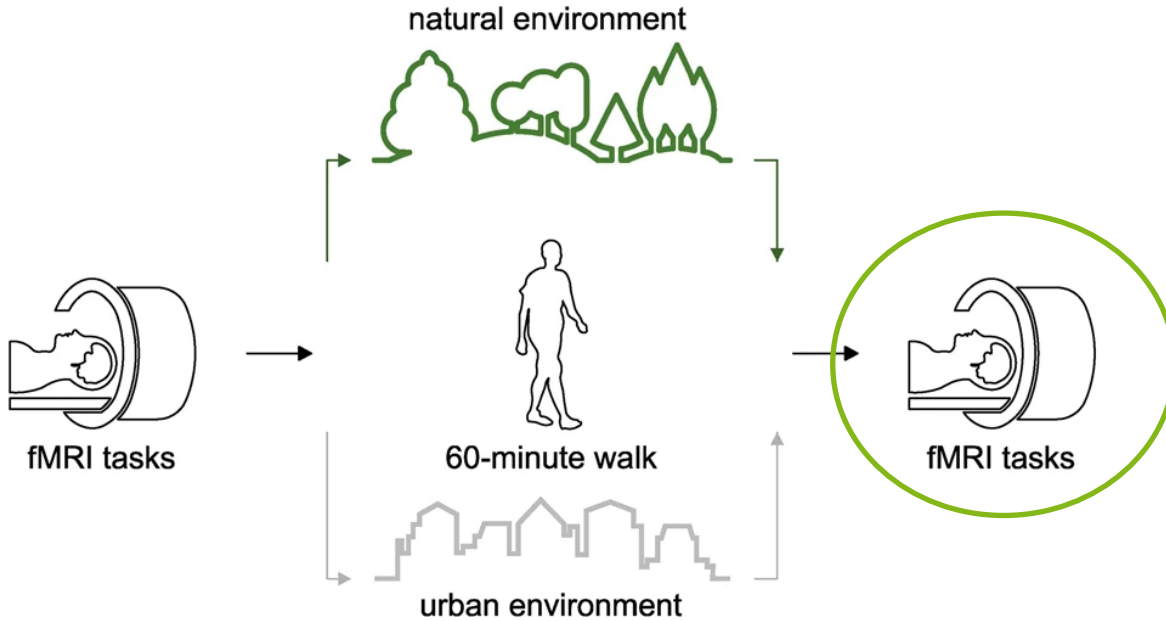 natural environment
fMRI tasks
60-minute walk
fMRI tasks
urban environment